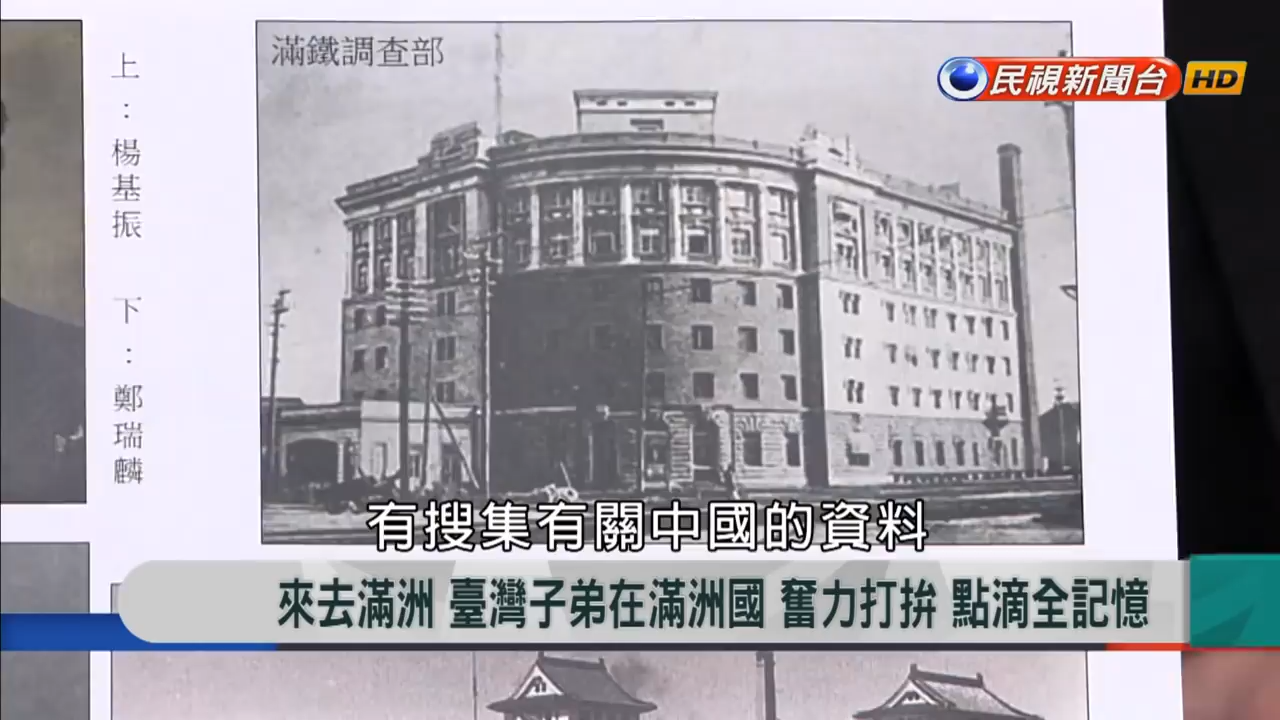 滿鐵調查部
民視新聞台 HD
上：楊基振 下：鄭瑞麟
有搜集有關中國的資料
來去滿洲 臺灣子弟在滿洲國 奮力打拚 點滴全記憶